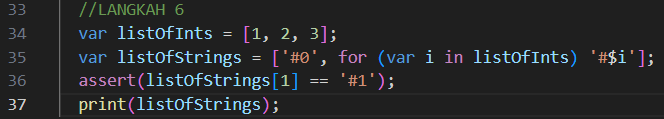 33 //LANGKAH 6
34 var listOfInts = [1, 2, 3];
35 var listOfStrings = ['#0', for (var i in listOfInts) '#$i'];
36 assert(listOfStrings[1] == '#1');
37 print(listOfStrings);